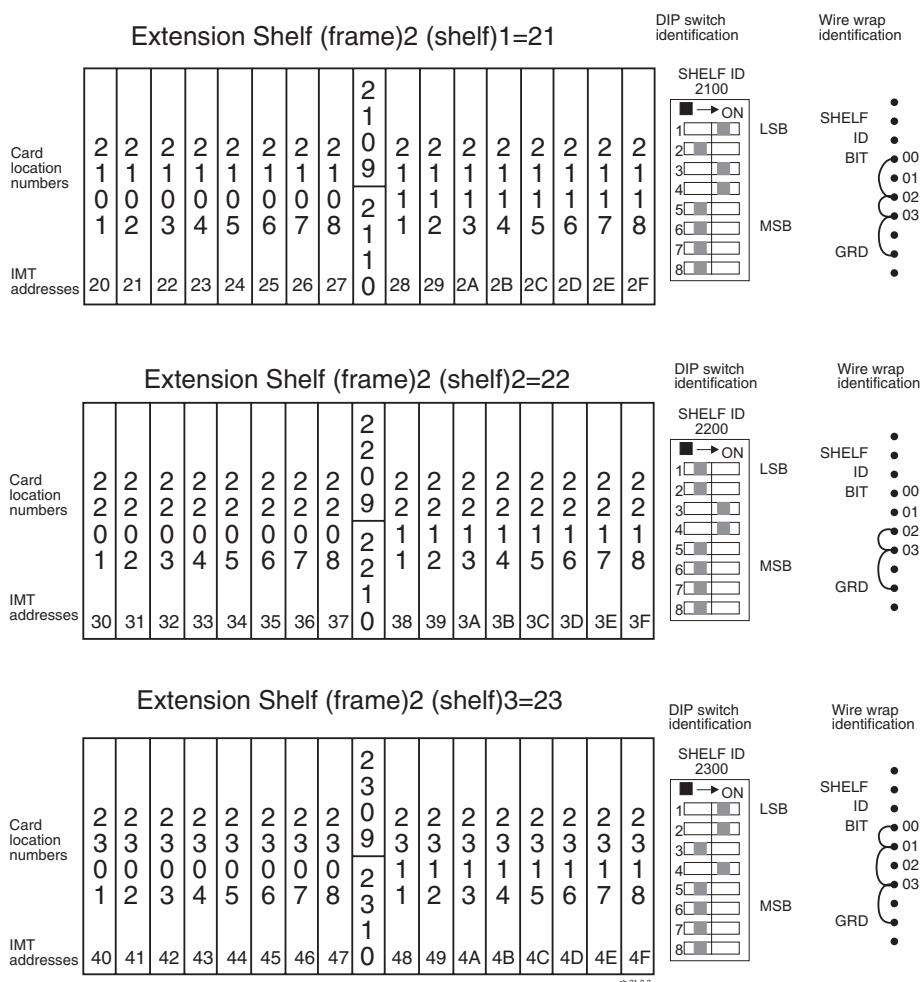 Extension Shelf (frame)2 (shelf)1=21
DIP switch
identification
Wire wrap
identification
Card
location
numbers
2101 2102 2103 2104 2105 2106 2107 2108 2109 2110 2111 2112 2113 2114 2115 2116 2117 2118
IMT
addresses
20 21 22 23 24 25 26 27 28 29 2A 2B 2C 2D 2E 2F
SHELF ID
2100
ON
1 LSB
2
3
4
5
6 MSB
7
8
SHELF
ID
BIT 00
01
02
03
GRD
Extension Shelf (frame)2 (shelf)2=22
DIP switch
identification
Wire wrap
identification
Card
location
numbers
2201 2202 2203 2204 2205 2206 2207 2208 2209 2210 2211 2212 2213 2214 2215 2216 2217 2218
IMT
addresses
30 31 32 33 34 35 36 37 38 39 3A 3B 3C 3D 3E 3F
SHELF ID
2200
ON
1 LSB
2
3
4
5
6 MSB
7
8
SHELF
ID
BIT 00
01
02
03
GRD
Extension Shelf (frame)2 (shelf)3=23
DIP switch
identification
Wire wrap
identification
Card
location
numbers
2301 2302 2303 2304 2305 2306 2307 2308 2309 2310 2311 2312 2313 2314 2315 2316 2317 2318
IMT
addresses
40 41 42 43 44 45 46 47 48 49 4A 4B 4C 4D 4E 4F
SHELF ID
2300
ON
1 LSB
2
3
4
5
6 MSB
7
8
SHELF
ID
BIT 00
01
02
03
GRD